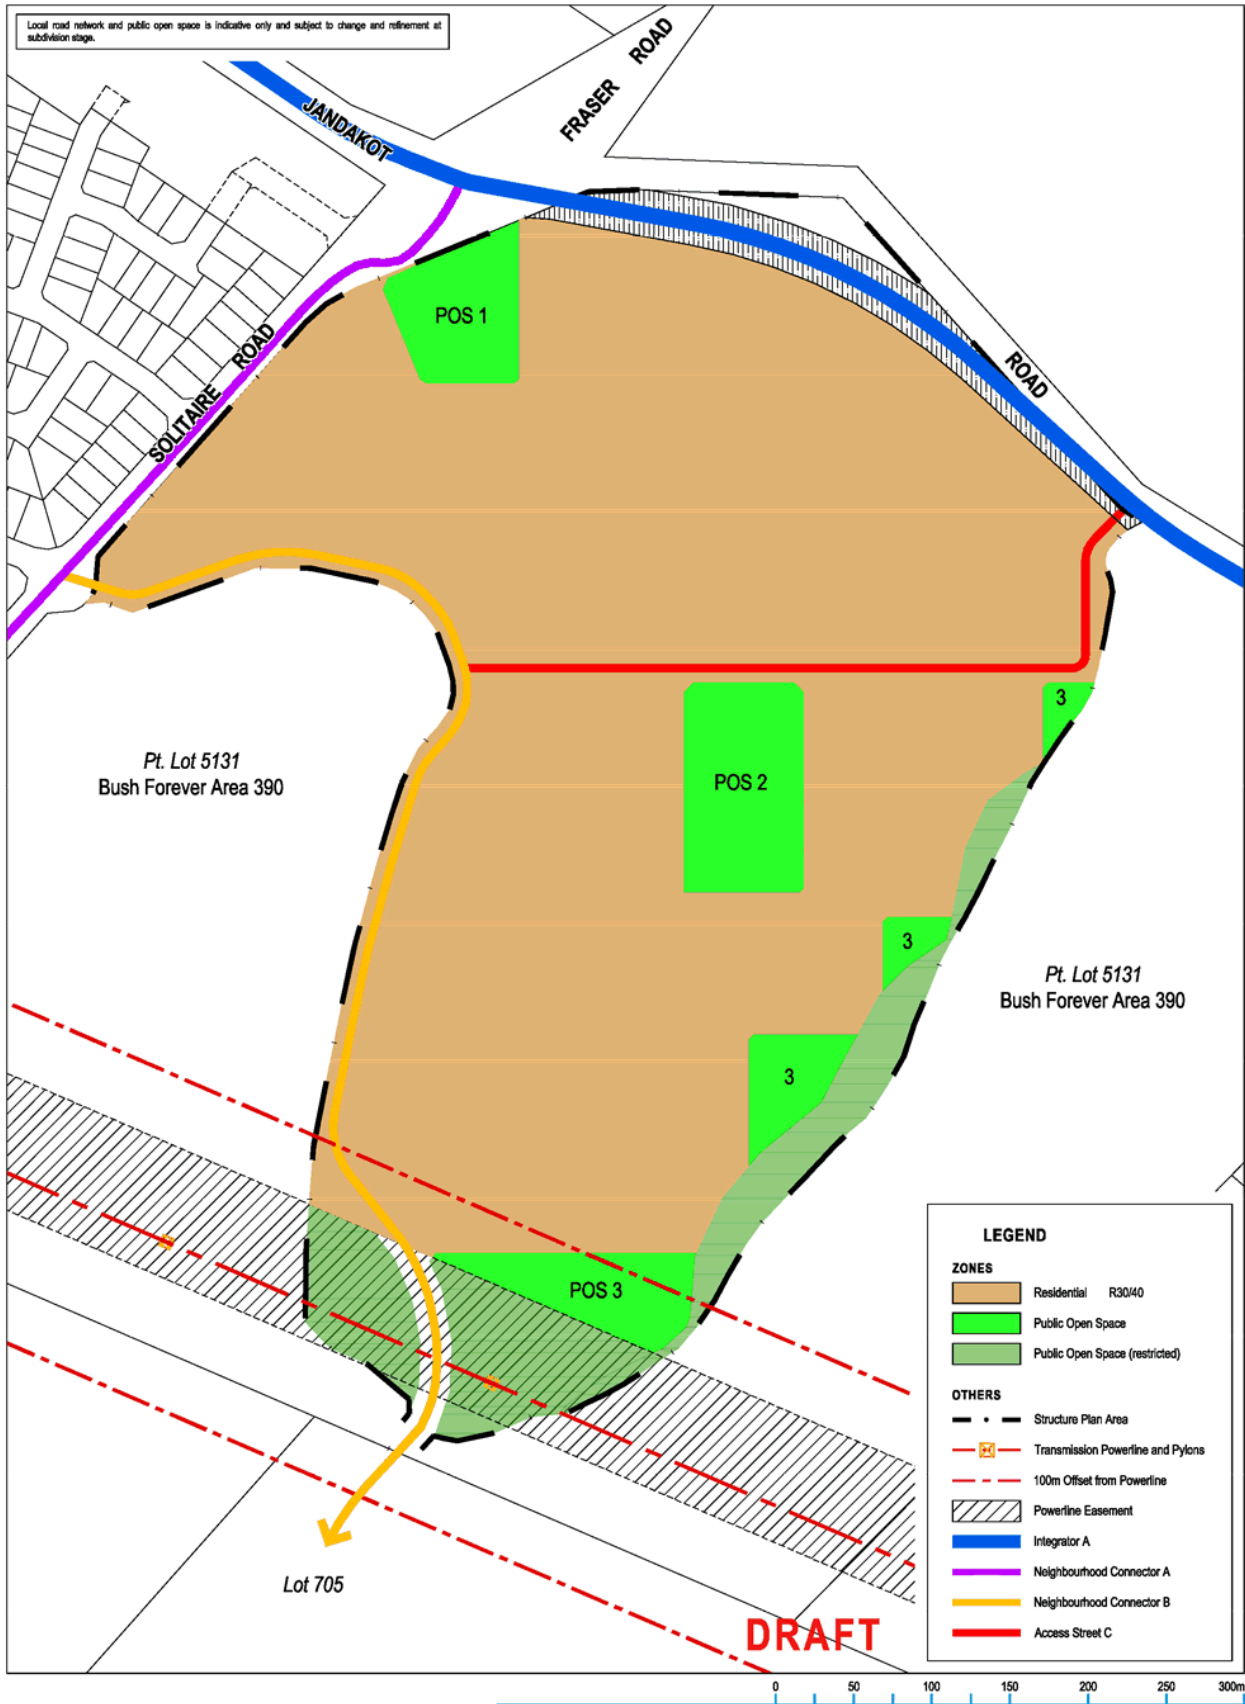 Local road network and public open space is indicative only and subject to change and refinement at
subdivision stage.
FRASER ROAD
JANDAKOT
ROAD
SOLITAIRE ROAD
POS 1
3
POS 2
Pt. Lot 5131
Bush Forever Area 390
3
Pt. Lot 5131
Bush Forever Area 390
3
POS 3
Lot 705
DRAFT
LEGEND
ZONES
Residential R30/40
Public Open Space
Public Open Space (restricted)
OTHERS
Structure Plan Area
Transmission Powerline and Pylons
100m Offset from Powerline
Powerline Easement
Integrator A
Neighbourhood Connector A
Neighbourhood Connector B
Access Street C
0 50 100 150 200 250 300m